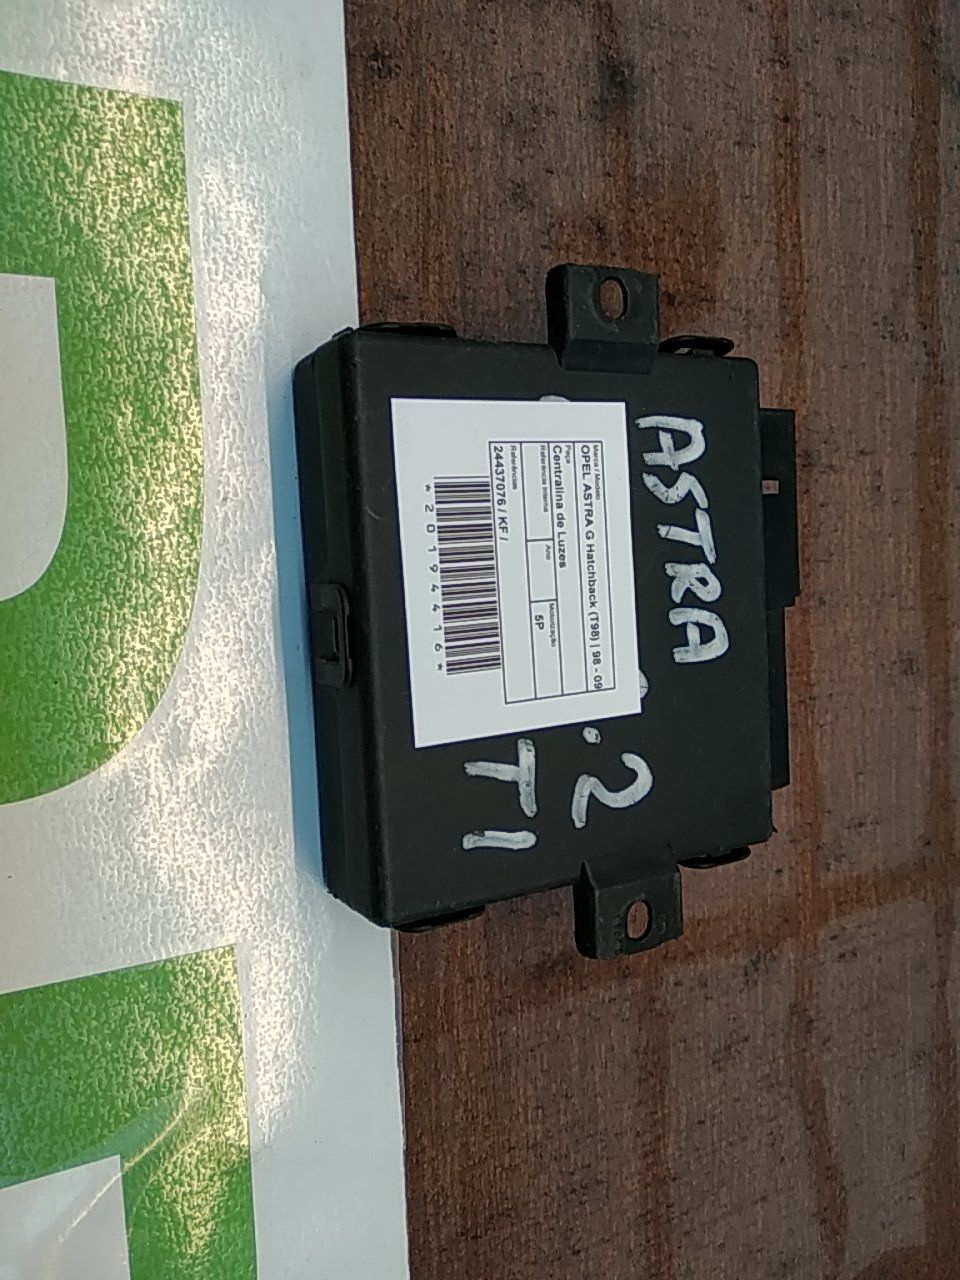 ASTRA
.2
TI
Marca / Modelo
OPEL ASTRA G Hatchback (T98) | 98 - 09
Peça
Centralina de Luzes
Referência Interna
Ano
Motorização
5P
Referências
24437076 / KF /
* 2 0 1 9 4 4 1 6 *